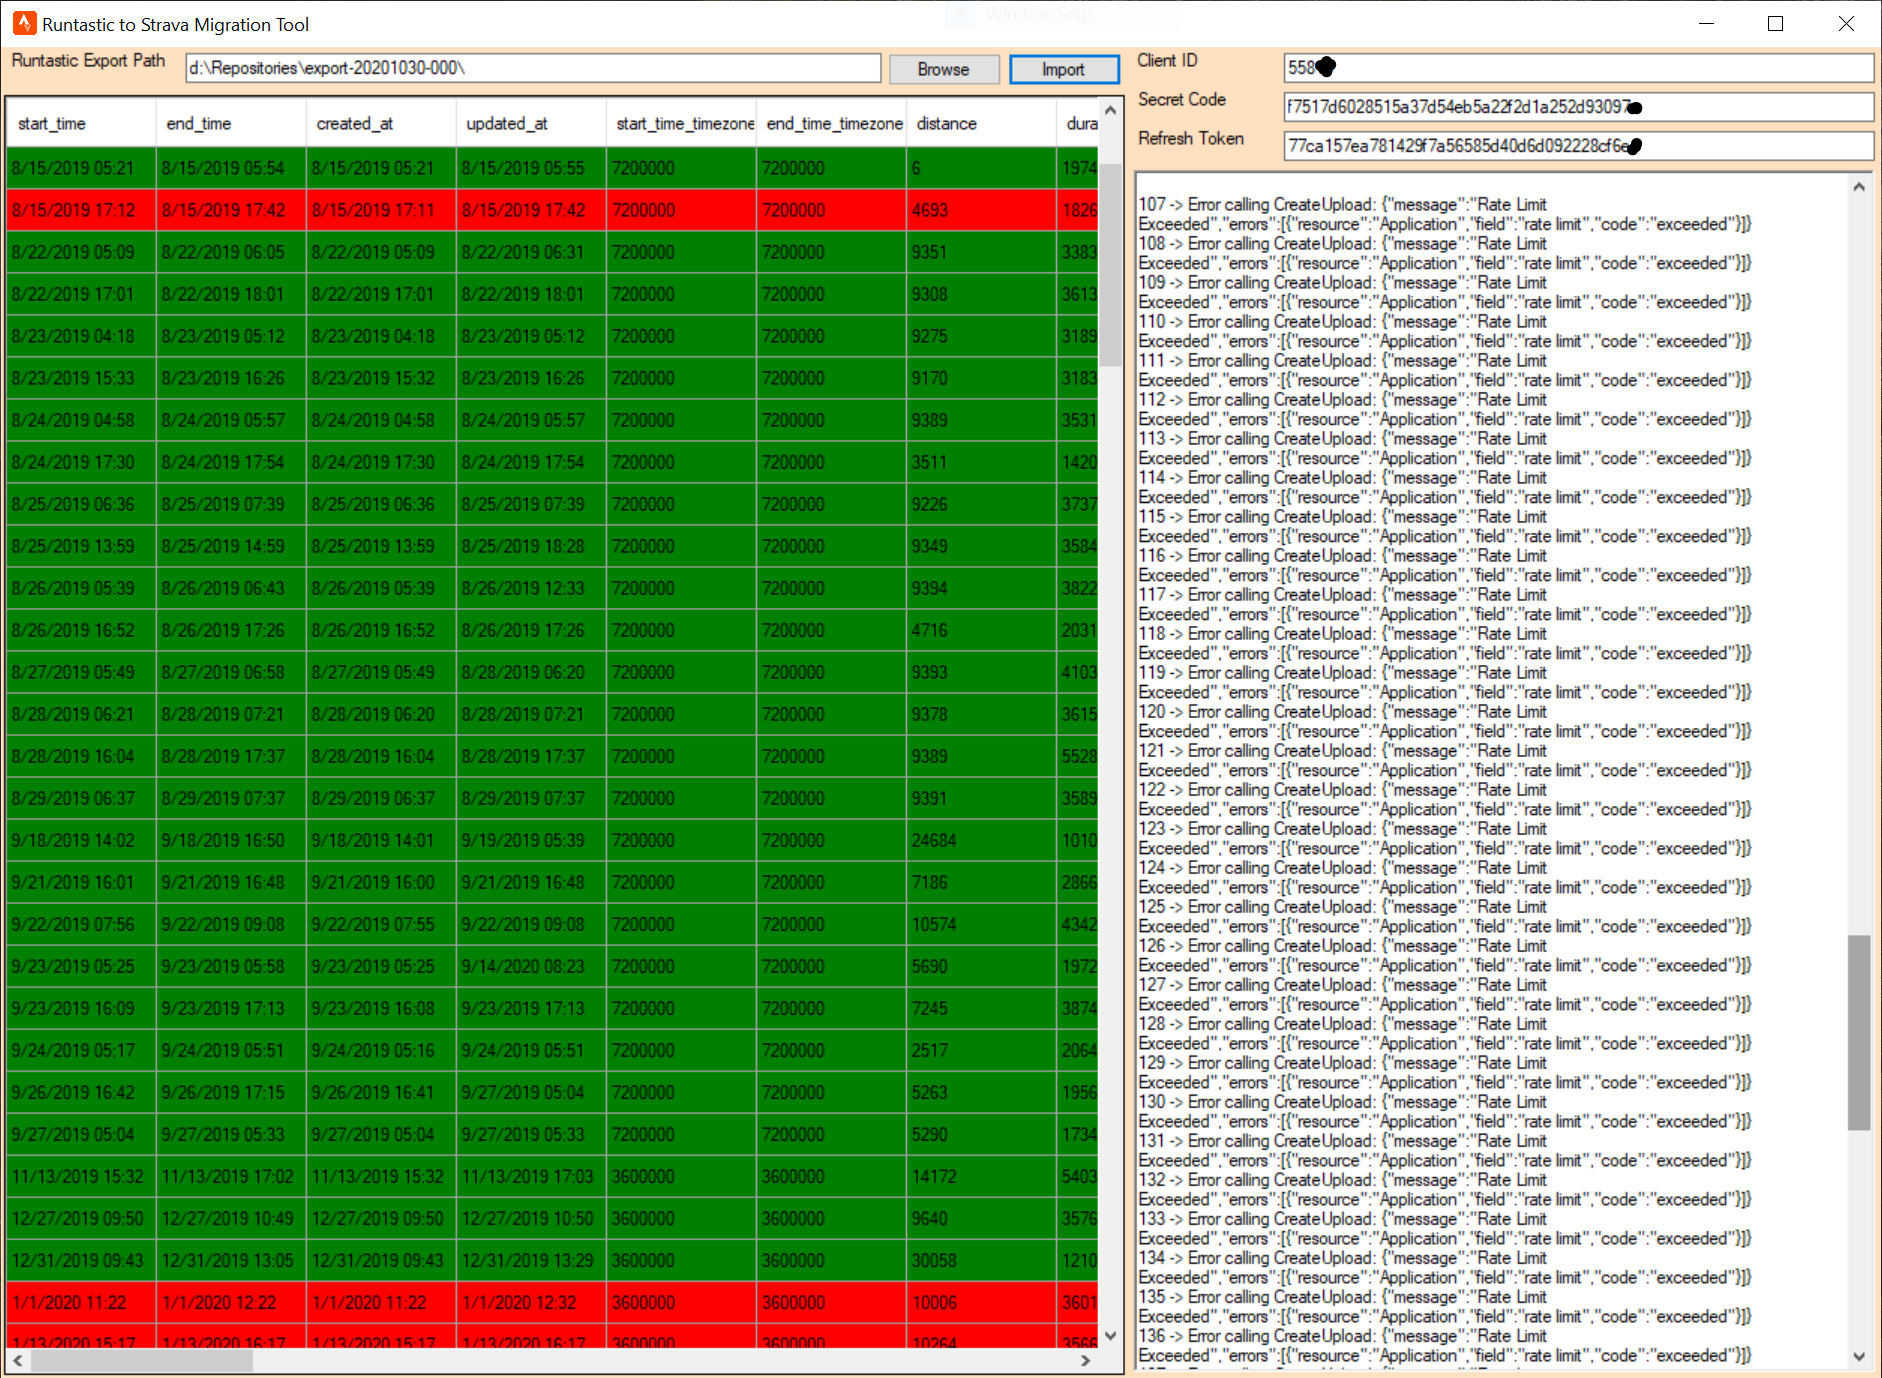 Window Snip
Runtastic to Strava Migration Tool
Runtastic Export Path d:\Repositories\export-20201030-000\ Browse Import
Client ID 558
Secret Code f7517d6028515a37d54eb5a22f2d1a252d93097
Refresh Token 77ca157ea781429f7a56585d40d6d092228cf6e
start_time end_time created_at updated_at start_time_timezone end_time_timezone distance dura
8/15/2019 05:21 8/15/2019 05:54 8/15/2019 05:21 8/15/2019 05:55 7200000 7200000 6 1974
8/15/2019 17:12 8/15/2019 17:42 8/15/2019 17:11 8/15/2019 17:42 7200000 7200000 4693 1826
8/22/2019 05:09 8/22/2019 06:05 8/22/2019 05:09 8/22/2019 06:31 7200000 7200000 9351 3383
8/22/2019 17:01 8/22/2019 18:01 8/22/2019 17:01 8/22/2019 18:01 7200000 7200000 9308 3613
8/23/2019 04:18 8/23/2019 05:12 8/23/2019 04:18 8/23/2019 05:12 7200000 7200000 9275 3189
8/23/2019 15:33 8/23/2019 16:26 8/23/2019 15:32 8/23/2019 16:26 7200000 7200000 9170 3183
8/24/2019 04:58 8/24/2019 05:57 8/24/2019 04:58 8/24/2019 05:57 7200000 7200000 9389 3531
8/24/2019 17:30 8/24/2019 17:54 8/24/2019 17:30 8/24/2019 17:54 7200000 7200000 3511 1420
8/25/2019 06:36 8/25/2019 07:39 8/25/2019 06:36 8/25/2019 07:39 7200000 7200000 9226 3737
8/25/2019 13:59 8/25/2019 14:59 8/25/2019 13:59 8/25/2019 18:28 7200000 7200000 9349 3584
8/26/2019 05:39 8/26/2019 06:43 8/26/2019 05:39 8/26/2019 12:33 7200000 7200000 9394 3822
8/26/2019 16:52 8/26/2019 17:26 8/26/2019 16:52 8/26/2019 17:26 7200000 7200000 4716 2031
8/27/2019 05:49 8/27/2019 06:58 8/27/2019 05:49 8/28/2019 06:20 7200000 7200000 9393 4103
8/28/2019 06:21 8/28/2019 07:21 8/28/2019 06:20 8/28/2019 07:21 7200000 7200000 9378 3615
8/28/2019 16:04 8/28/2019 17:37 8/28/2019 16:04 8/28/2019 17:37 7200000 7200000 9389 5528
8/29/2019 06:37 8/29/2019 07:37 8/29/2019 06:37 8/29/2019 07:37 7200000 7200000 9391 3589
9/18/2019 14:02 9/18/2019 16:50 9/18/2019 14:01 9/19/2019 05:39 7200000 7200000 24684 1010
9/21/2019 16:01 9/21/2019 16:48 9/21/2019 16:00 9/21/2019 16:48 7200000 7200000 7186 2866
9/22/2019 07:56 9/22/2019 09:08 9/22/2019 07:55 9/22/2019 09:08 7200000 7200000 10574 4342
9/23/2019 05:25 9/23/2019 05:58 9/23/2019 05:25 9/14/2020 08:23 7200000 7200000 5690 1972
9/23/2019 16:09 9/23/2019 17:13 9/23/2019 16:08 9/23/2019 17:13 7200000 7200000 7245 3874
9/24/2019 05:17 9/24/2019 05:51 9/24/2019 05:16 9/24/2019 05:51 7200000 7200000 2517 2064
9/26/2019 16:42 9/26/2019 17:15 9/26/2019 16:41 9/27/2019 05:04 7200000 7200000 5263 1956
9/27/2019 05:04 9/27/2019 05:33 9/27/2019 05:04 9/27/2019 05:33 7200000 7200000 5290 1734
11/13/2019 15:32 11/13/2019 17:02 11/13/2019 15:32 11/13/2019 17:03 3600000 3600000 14172 5403
12/27/2019 09:50 12/27/2019 10:49 12/27/2019 09:50 12/27/2019 10:50 3600000 3600000 9640 3576
12/31/2019 09:43 12/31/2019 13:05 12/31/2019 09:43 12/31/2019 13:29 3600000 3600000 30058 1210
1/1/2020 11:22 1/1/2020 12:22 1/1/2020 11:22 1/1/2020 12:32 3600000 3600000 10006 3601
1/13/2020 15:17 1/13/2020 16:17 1/13/2020 15:17 1/13/2020 16:17 3600000 3600000 10264 3566
107 -> Error calling CreateUpload: {"message":"Rate Limit
Exceeded","errors":[{"resource":"Application","field":"rate limit","code":"exceeded"}]}
108 -> Error calling CreateUpload: {"message":"Rate Limit
Exceeded","errors":[{"resource":"Application","field":"rate limit","code":"exceeded"}]}
109 -> Error calling CreateUpload: {"message":"Rate Limit
Exceeded","errors":[{"resource":"Application","field":"rate limit","code":"exceeded"}]}
110 -> Error calling CreateUpload: {"message":"Rate Limit
Exceeded","errors":[{"resource":"Application","field":"rate limit","code":"exceeded"}]}
111 -> Error calling CreateUpload: {"message":"Rate Limit
Exceeded","errors":[{"resource":"Application","field":"rate limit","code":"exceeded"}]}
112 -> Error calling CreateUpload: {"message":"Rate Limit
Exceeded","errors":[{"resource":"Application","field":"rate limit","code":"exceeded"}]}
113 -> Error calling CreateUpload: {"message":"Rate Limit
Exceeded","errors":[{"resource":"Application","field":"rate limit","code":"exceeded"}]}
114 -> Error calling CreateUpload: {"message":"Rate Limit
Exceeded","errors":[{"resource":"Application","field":"rate limit","code":"exceeded"}]}
115 -> Error calling CreateUpload: {"message":"Rate Limit
Exceeded","errors":[{"resource":"Application","field":"rate limit","code":"exceeded"}]}
116 -> Error calling CreateUpload: {"message":"Rate Limit
Exceeded","errors":[{"resource":"Application","field":"rate limit","code":"exceeded"}]}
117 -> Error calling CreateUpload: {"message":"Rate Limit
Exceeded","errors":[{"resource":"Application","field":"rate limit","code":"exceeded"}]}
118 -> Error calling CreateUpload: {"message":"Rate Limit
Exceeded","errors":[{"resource":"Application","field":"rate limit","code":"exceeded"}]}
119 -> Error calling CreateUpload: {"message":"Rate Limit
Exceeded","errors":[{"resource":"Application","field":"rate limit","code":"exceeded"}]}
120 -> Error calling CreateUpload: {"message":"Rate Limit
Exceeded","errors":[{"resource":"Application","field":"rate limit","code":"exceeded"}]}
121 -> Error calling CreateUpload: {"message":"Rate Limit
Exceeded","errors":[{"resource":"Application","field":"rate limit","code":"exceeded"}]}
122 -> Error calling CreateUpload: {"message":"Rate Limit
Exceeded","errors":[{"resource":"Application","field":"rate limit","code":"exceeded"}]}
123 -> Error calling CreateUpload: {"message":"Rate Limit
Exceeded","errors":[{"resource":"Application","field":"rate limit","code":"exceeded"}]}
124 -> Error calling CreateUpload: {"message":"Rate Limit
Exceeded","errors":[{"resource":"Application","field":"rate limit","code":"exceeded"}]}
125 -> Error calling CreateUpload: {"message":"Rate Limit
Exceeded","errors":[{"resource":"Application","field":"rate limit","code":"exceeded"}]}
126 -> Error calling CreateUpload: {"message":"Rate Limit
Exceeded","errors":[{"resource":"Application","field":"rate limit","code":"exceeded"}]}
127 -> Error calling CreateUpload: {"message":"Rate Limit
Exceeded","errors":[{"resource":"Application","field":"rate limit","code":"exceeded"}]}
128 -> Error calling CreateUpload: {"message":"Rate Limit
Exceeded","errors":[{"resource":"Application","field":"rate limit","code":"exceeded"}]}
129 -> Error calling CreateUpload: {"message":"Rate Limit
Exceeded","errors":[{"resource":"Application","field":"rate limit","code":"exceeded"}]}
130 -> Error calling CreateUpload: {"message":"Rate Limit
Exceeded","errors":[{"resource":"Application","field":"rate limit","code":"exceeded"}]}
131 -> Error calling CreateUpload: {"message":"Rate Limit
Exceeded","errors":[{"resource":"Application","field":"rate limit","code":"exceeded"}]}
132 -> Error calling CreateUpload: {"message":"Rate Limit
Exceeded","errors":[{"resource":"Application","field":"rate limit","code":"exceeded"}]}
133 -> Error calling CreateUpload: {"message":"Rate Limit
Exceeded","errors":[{"resource":"Application","field":"rate limit","code":"exceeded"}]}
134 -> Error calling CreateUpload: {"message":"Rate Limit
Exceeded","errors":[{"resource":"Application","field":"rate limit","code":"exceeded"}]}
135 -> Error calling CreateUpload: {"message":"Rate Limit
Exceeded","errors":[{"resource":"Application","field":"rate limit","code":"exceeded"}]}
136 -> Error calling CreateUpload: {"message":"Rate Limit
Exceeded","errors":[{"resource":"Application","field":"rate limit","code":"exceeded"}]}